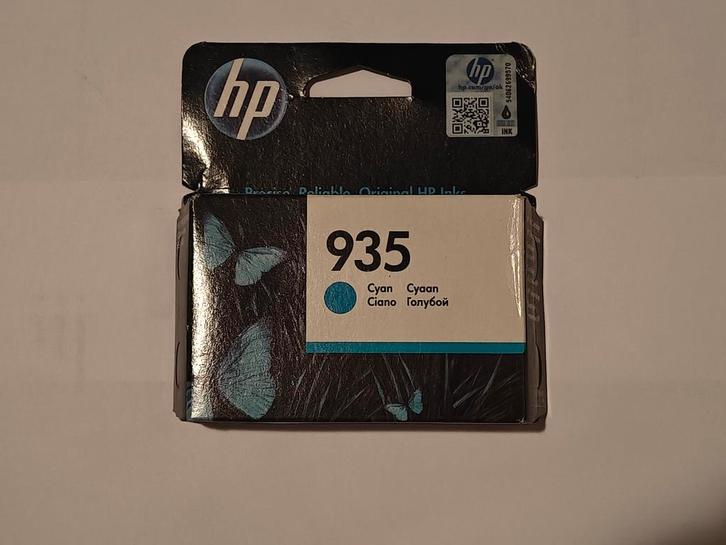 hp
hp
hp.com/go/ok
INK
Precise, Reliable, Original HP Inks
935
Cyan Cyaan
Ciano Голубой